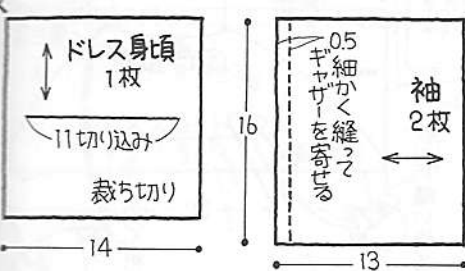 ドレス身頃
1枚
11切り込み
裁ち切り
14
16
0.5
細かく縫って
ギャザーを寄せる
袖
2枚
13